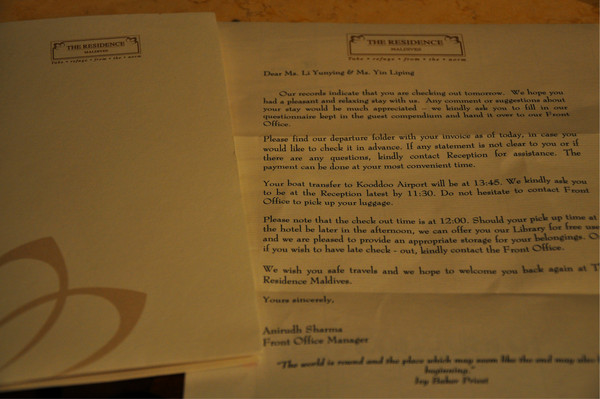 THE RESIDENCE
MALDIVES
Take • refuge • from • the • norm
THE RESIDENCE
MALDIVES
Take • refuge • from • the • norm
Dear Ms. Li Yunying & Ms. Yin Liping
Our records indicate that you are checking out tomorrow. We hope you
had a pleasant and relaxing stay with us. Any comment or suggestions about
your stay would be much appreciated – we kindly ask you to fill in our
questionnaire kept in the guest compendium and hand it over to our Front
Office.
Please find our departure folder with your invoice as of today, in case you
would like to check it in advance. If any statement is not clear to you or if
there are any questions, kindly contact Reception for assistance. The
payment can be done at your most convenient time.
Your boat transfer to Kooddoo Airport will be at 13:45. We kindly ask you
to be at the Reception latest by 11:30. Do not hesitate to contact Front
Office to pick up your luggage.
Please note that the check out time is at 12:00. Should your pick up time at
the hotel be later in the afternoon, we can offer you our Library for free use
and we are pleased to provide an appropriate storage for your belongings. O
if you wish to have late check - out, kindly contact the Front Office.
We wish you safe travels and we hope to welcome you back again at T
Residence Maldives.
Yours sincerely,
Anirudh Sharma
Front Office Manager
"The world is round and the place which may seem like the end may also
beginning."
Ivy Baker Priest